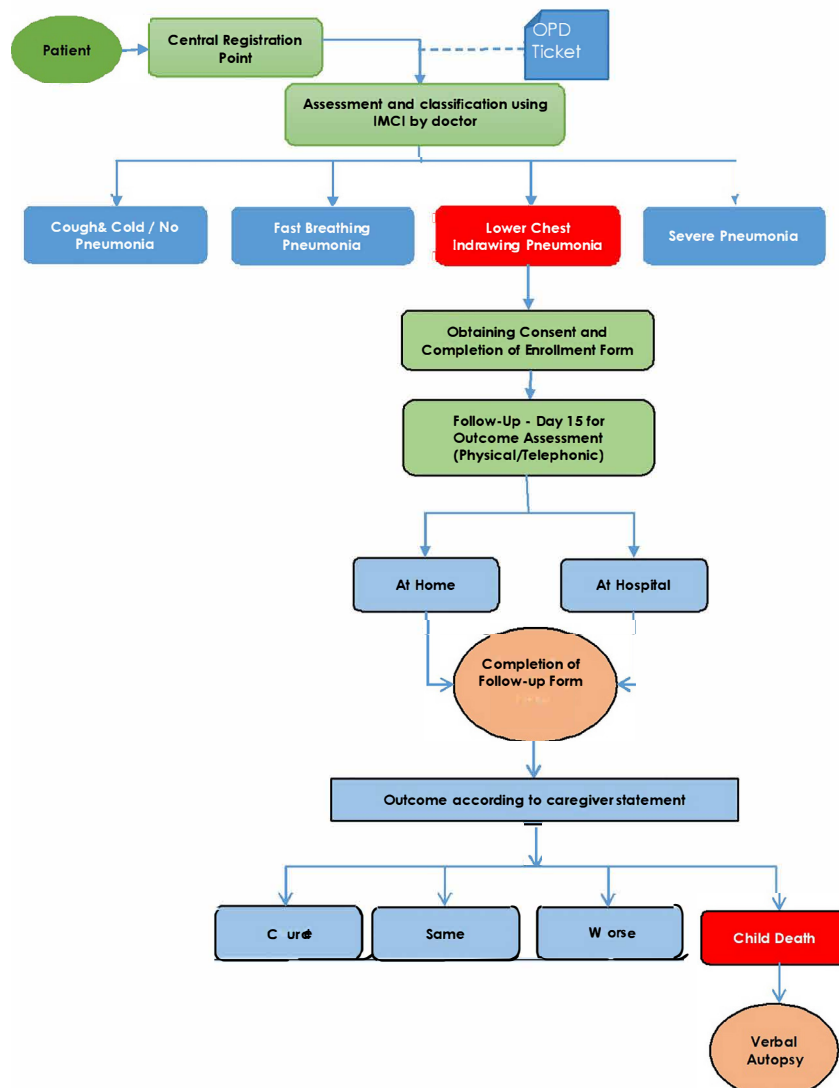 Patient
Central Registration
Point
OPD
Ticket
Assessment and classification using
IMCI by doctor
Cough& Cold / No
Pneumonia
Fast Breathing
Pneumonia
Lower Chest
Indrawing Pneumonia
Severe Pneumonia
Obtaining Consent and
Completion of Enrollment Form
Follow-Up - Day 15 for
Outcome Assessment
(Physical/Telephonic)
At Home
At Hospital
Completion of
Follow-up Form
Outcome according to caregiver statement
Same
Worse
Child Death
Verbal
Autopsy